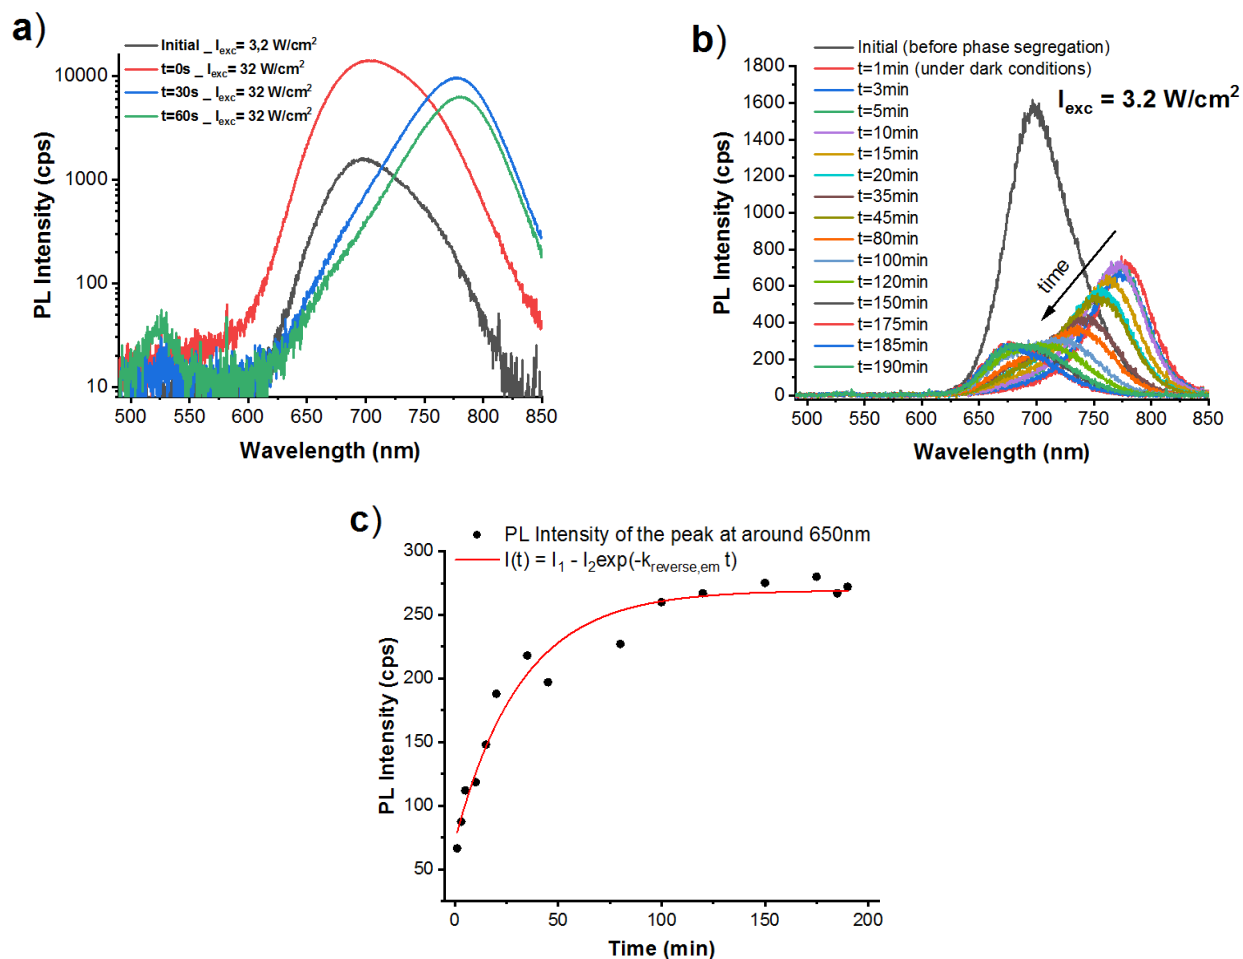 a)
Initial _ Iexc= 3,2 W/cm²
t=0s _ Iexc= 32 W/cm²
t=30s _ Iexc= 32 W/cm²
t=60s _ Iexc= 32 W/cm²
10000
1000
100
10
PL Intensity (cps)
500 550 600 650 700 750 800 850
Wavelength (nm)
b)
Initial (before phase segregation)
t=1min (under dark conditions)
t=3min
t=5min
t=10min
t=15min
t=20min
t=35min
t=45min
t=80min
t=100min
t=120min
t=150min
t=175min
t=185min
t=190min
Iexc = 3.2 W/cm²
time
1800
1600
1400
1200
1000
800
600
400
200
0
PL Intensity (cps)
500 550 600 650 700 750 800 850
Wavelength (nm)
c)
PL Intensity of the peak at around 650nm
I(t) = I₁ - I₂exp(-kreverse,em t)
300
250
200
150
100
50
PL Intensity (cps)
0 50 100 150 200
Time (min)